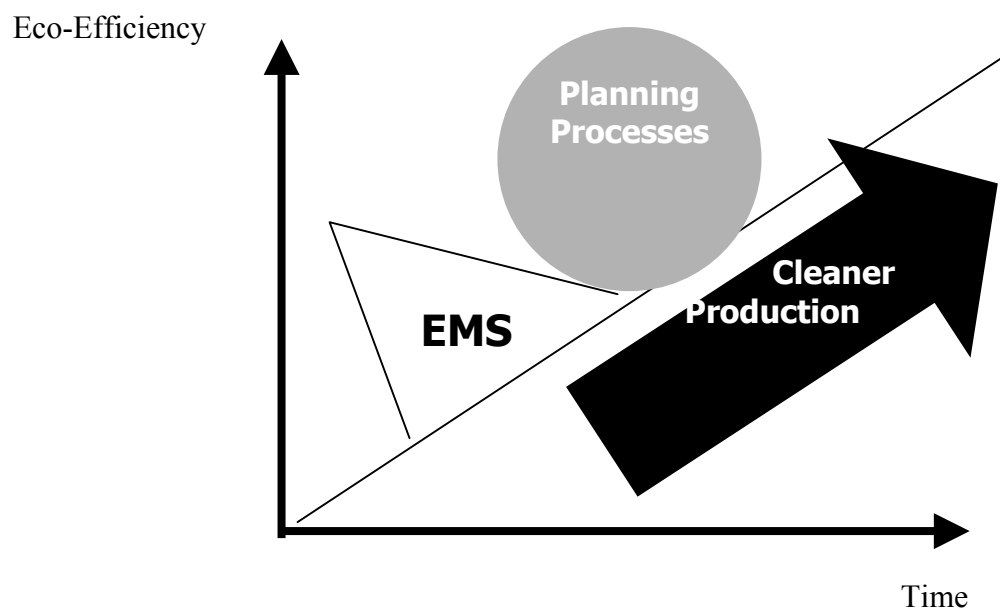 Eco-Efficiency
Planning
Processes
Cleaner
Production
EMS
Time